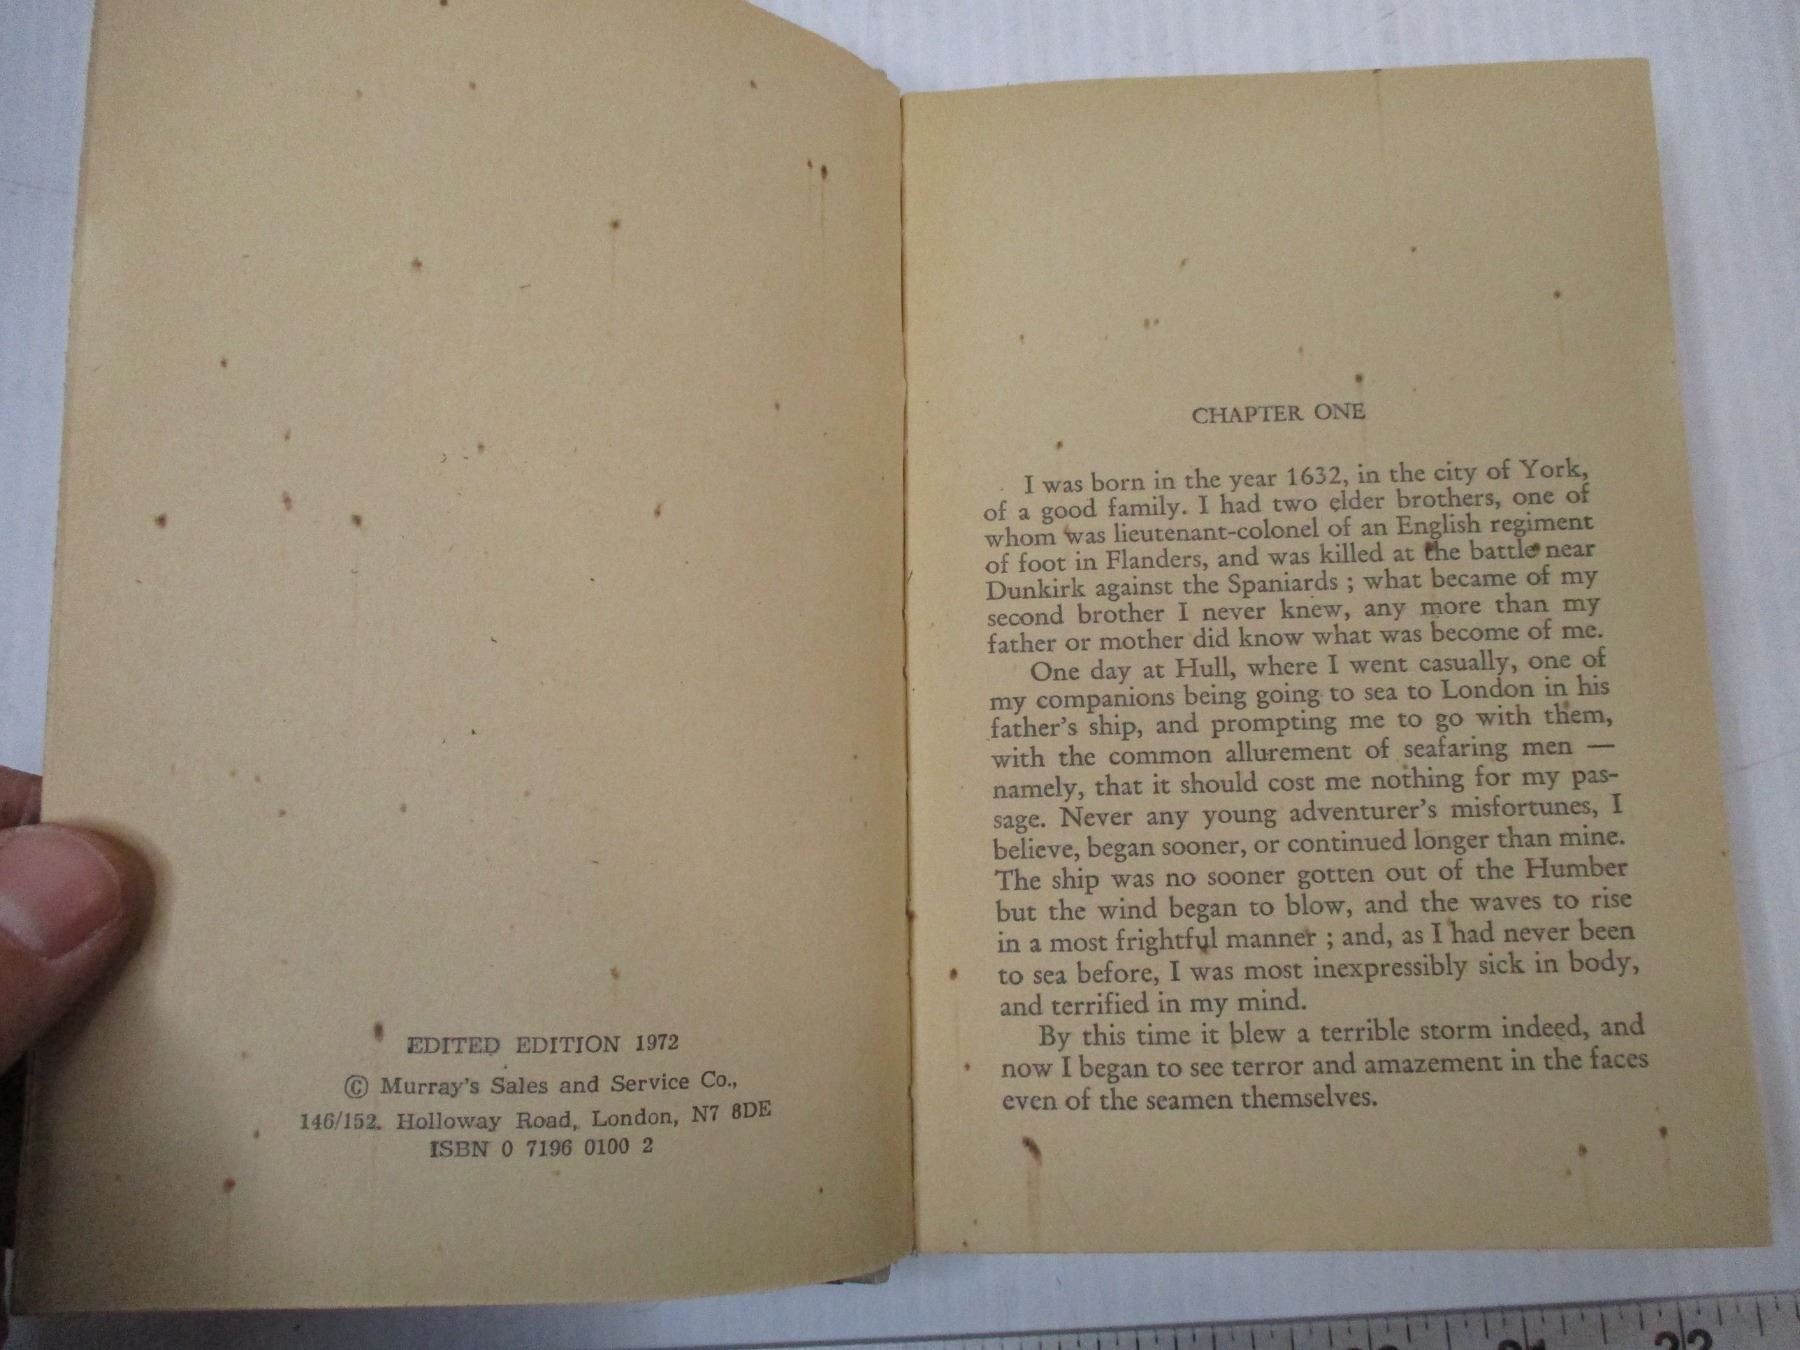 EDITED EDITION 1972
© Murray's Sales and Service Co.,
146/152. Holloway Road, London, N7 8DE
ISBN 0 7196 0100 2
CHAPTER ONE
I was born in the year 1632, in the city of York,
of a good family. I had two elder brothers, one of
whom was lieutenant-colonel of an English regiment
of foot in Flanders, and was killed at the battle near
Dunkirk against the Spaniards ; what became of my
second brother I never knew, any more than my
father or mother did know what was become of me.
One day at Hull, where I went casually, one of
my companions being going to sea to London in his
father's ship, and prompting me to go with them,
with the common allurement of seafaring men —
namely, that it should cost me nothing for my pas-
sage. Never any young adventurer's misfortunes, I
believe, began sooner, or continued longer than mine.
The ship was no sooner gotten out of the Humber
but the wind began to blow, and the waves to rise
in a most frightful manner ; and, as I had never been
to sea before, I was most inexpressibly sick in body,
and terrified in my mind.
By this time it blew a terrible storm indeed, and
now I began to see terror and amazement in the faces
even of the seamen themselves.
21
22